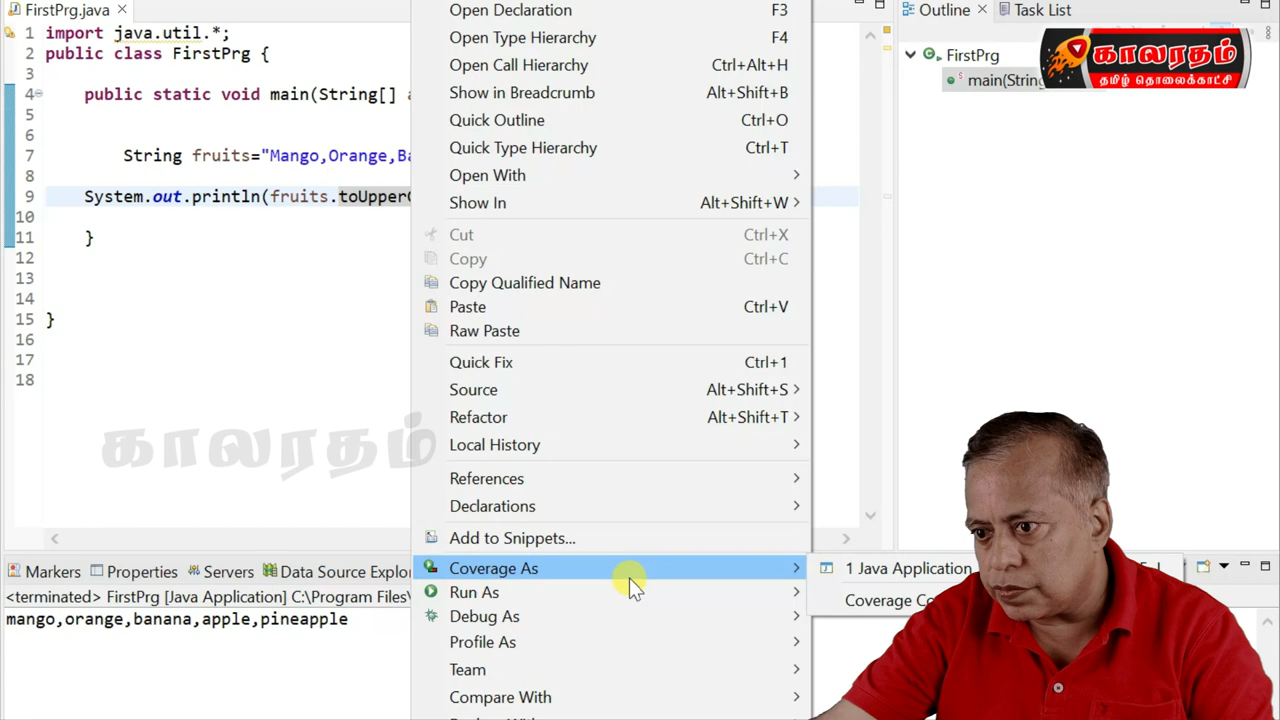 FirstPrg.java
1 import java.util.*;
2 public class FirstPrg {
3
4 public static void main(String[]
5
6
7 String fruits="Mango,Orange,Ba
8
9 System.out.println(fruits.toUpperC
10
11 }
12
13
14
15 }
16
17
18
Open Declaration F3
Open Type Hierarchy F4
Open Call Hierarchy Ctrl+Alt+H
Show in Breadcrumb Alt+Shift+B
Quick Outline Ctrl+O
Quick Type Hierarchy Ctrl+T
Open With
Show In Alt+Shift+W
Cut Ctrl+X
Copy Ctrl+C
Copy Qualified Name
Paste Ctrl+V
Raw Paste
Quick Fix Ctrl+1
Source Alt+Shift+S
Refactor Alt+Shift+T
Local History
References
Declarations
Add to Snippets...
Coverage As
Run As
Debug As
Profile As
Team
Compare With
1 Java Application
Coverage Co
Outline Task List
FirstPrg
main(String
காலரதம்
தமிழ் தொலைக்காட்சி
காலரதம்
Markers Properties Servers Data Source Explo
<terminated> FirstPrg [Java Application] C:\Program Files\
mango,orange,banana,apple,pineapple